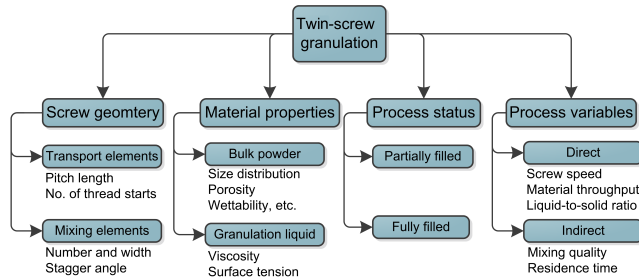 Twin-screw
granulation
Screw geomtery
Transport elements
Pitch length
No. of thread starts
Mixing elements
Number and width
Stagger angle
Material properties
Bulk powder
Size distribution
Porosity
Wettability, etc.
Granulation liquid
Viscosity
Surface tension
Process status
Partially filled
Fully filled
Process variables
Direct
Screw speed
Material throughput
Liquid-to-solid ratio
Indirect
Mixing quality
Residence time